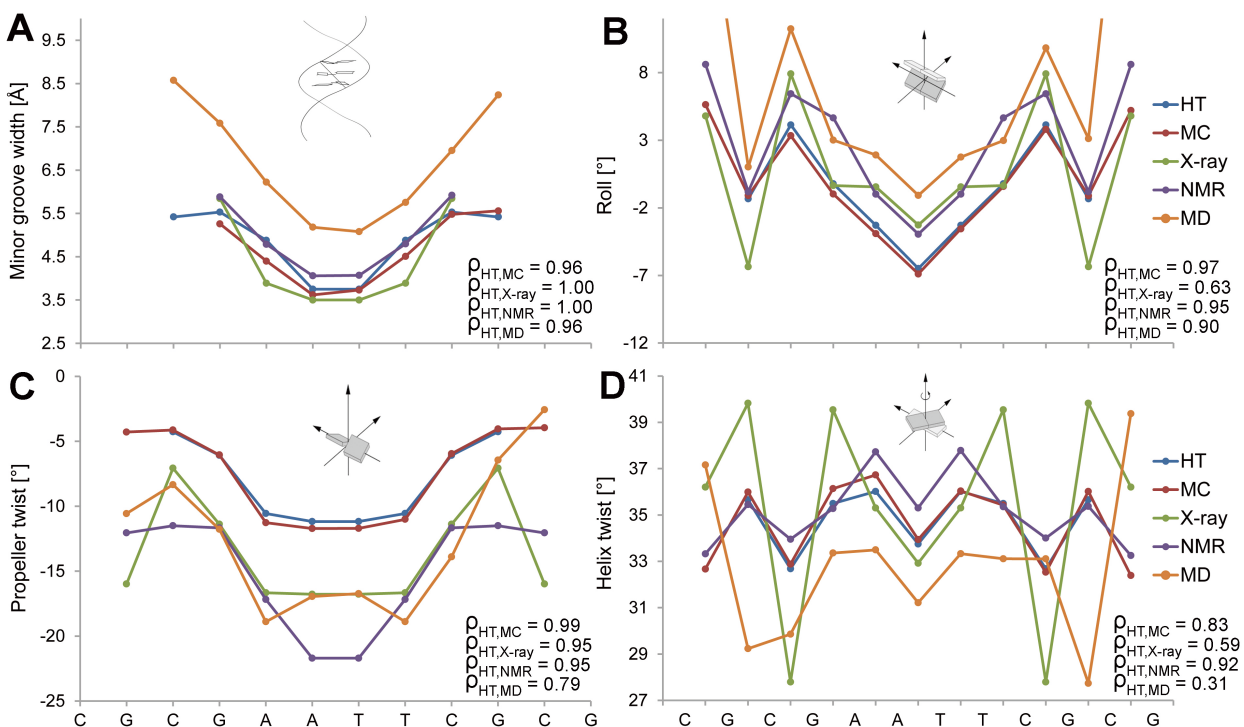 A
Minor groove width [Å]
9.5
8.5
7.5
6.5
5.5
4.5
3.5
2.5
ρHT,MC = 0.96
ρHT,X-ray = 1.00
ρHT,NMR = 1.00
ρHT,MD = 0.96
B
Roll [°]
8
3
-2
-7
-12
HT
MC
X-ray
NMR
MD
ρHT,MC = 0.97
ρHT,X-ray = 0.63
ρHT,NMR = 0.95
ρHT,MD = 0.90
C
Propeller twist [°]
0
-5
-10
-15
-20
-25
ρHT,MC = 0.99
ρHT,X-ray = 0.95
ρHT,NMR = 0.95
ρHT,MD = 0.79
C G C G A A T T C G C G
D
Helix twist [°]
41
39
37
35
33
31
29
27
HT
MC
X-ray
NMR
MD
ρHT,MC = 0.83
ρHT,X-ray = 0.59
ρHT,NMR = 0.92
ρHT,MD = 0.31
C G C G A A T T C G C G